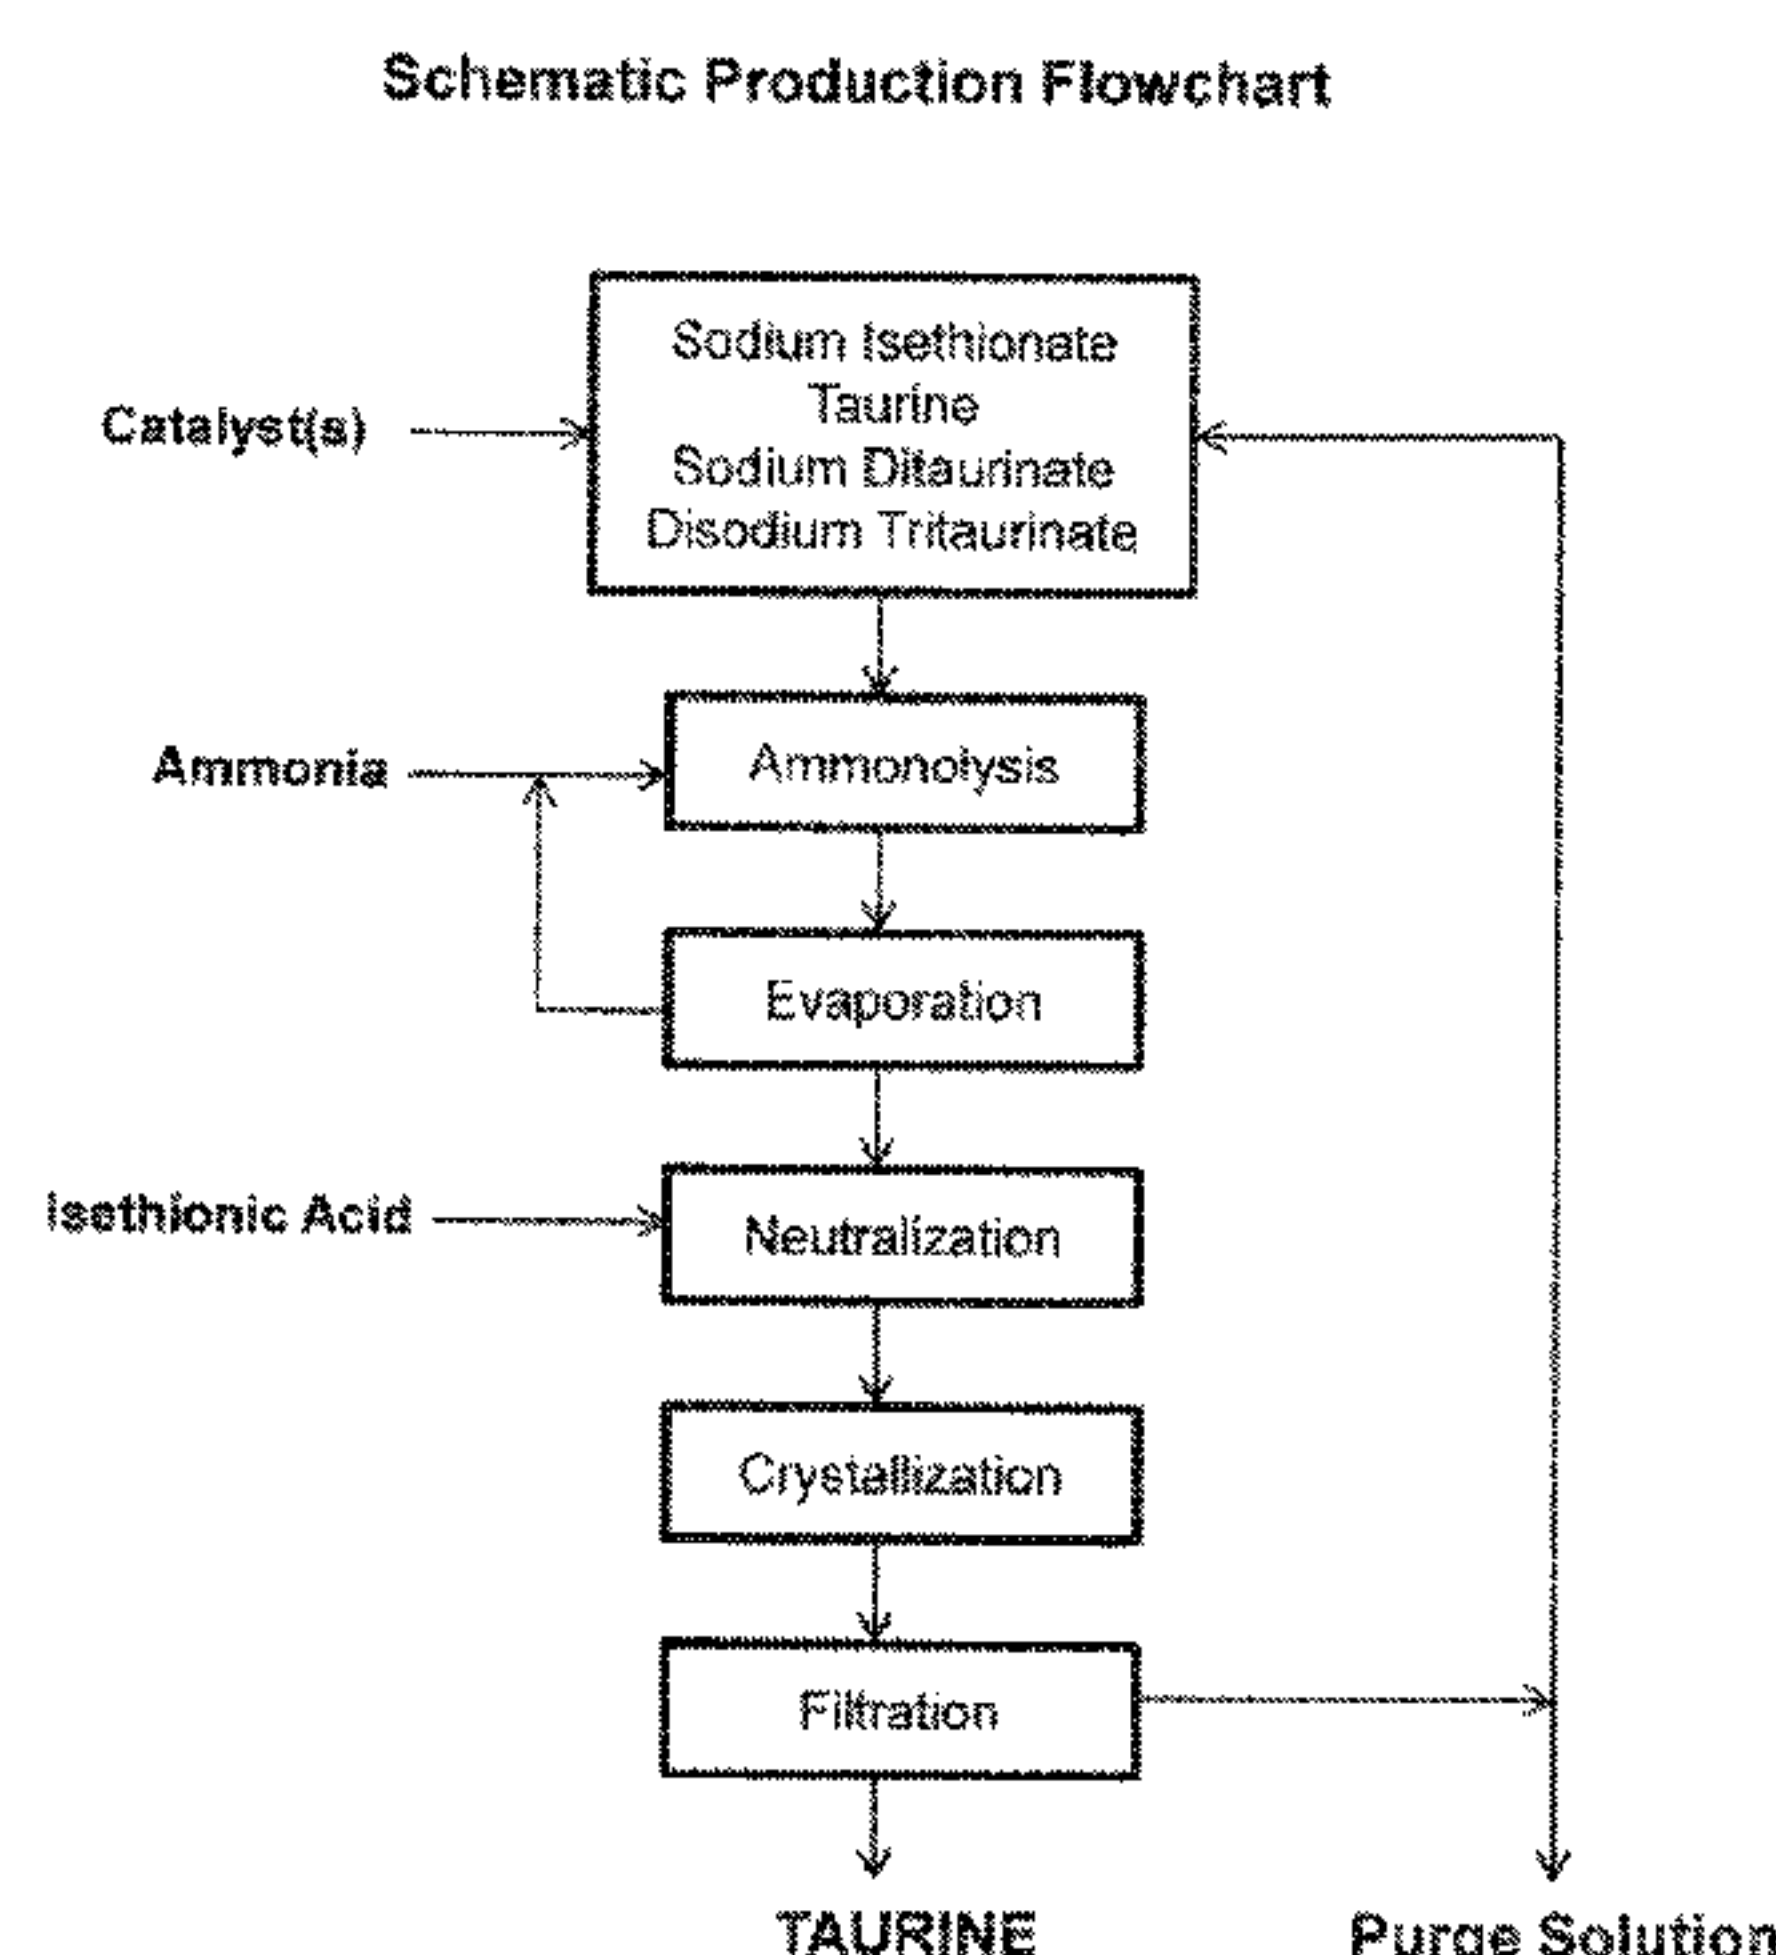 Schematic Production Flowchart
Sodium Isethionate
Taurine
Catalyst(s)
Sodium Ditaurinate
Disodium Tritaurinate
Ammonia
Ammonolysis
Evaporation
Isethionic Acid
Neutralization
Crystallization
Filtration
TAURINE
Purge Solution